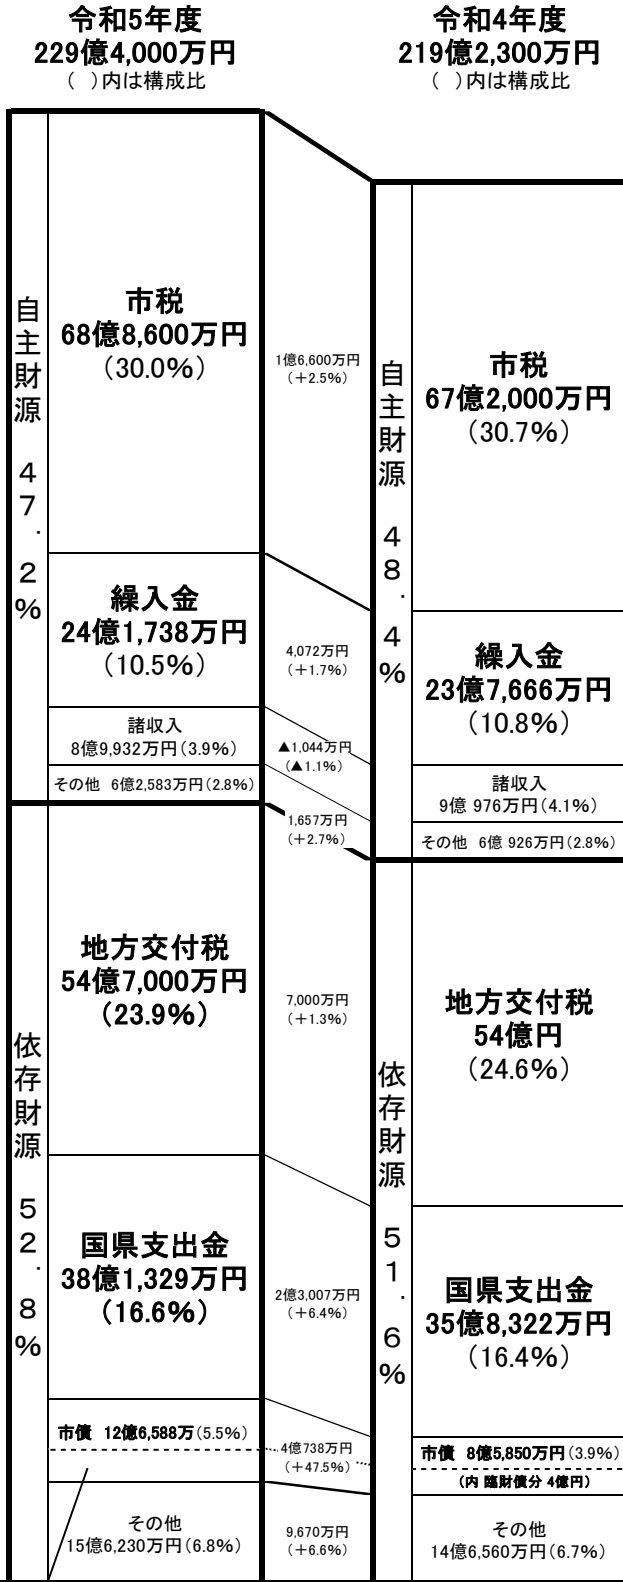 令和5年度
229億4,000万円
（　）内は構成比
自主財源　47.2%
市税
68億8,600万円
（30.0%）
繰入金
24億1,738万円
（10.5%）
諸収入
8億9,932万円（3.9%）
その他　6億2,583万円（2.8%）
依存財源　52.8%
地方交付税
54億7,000万円
（23.9%）
国県支出金
38億1,329万円
（16.6%）
市債　12億6,588万（5.5%）
その他
15億6,230万円（6.8%）
1億6,600万円
（＋2.5%）
4,072万円
（＋1.7%）
▲1,044万円
（▲1.1%）
1,657万円
（＋2.7%）
7,000万円
（＋1.3%）
2億3,007万円
（＋6.4%）
4億738万円
（＋47.5%）
9,670万円
（＋6.6%）
令和4年度
219億2,300万円
（　）内は構成比
自主財源　48.4%
市税
67億2,000万円
（30.7%）
繰入金
23億7,666万円
（10.8%）
諸収入
9億 976万円（4.1%）
その他　6億 926万円（2.8%）
依存財源　51.6%
地方交付税
54億円
（24.6%）
国県支出金
35億8,322万円
（16.4%）
市債　8億5,850万円（3.9%）
（内 臨財債分 4億円）
その他
14億6,560万円（6.7%）